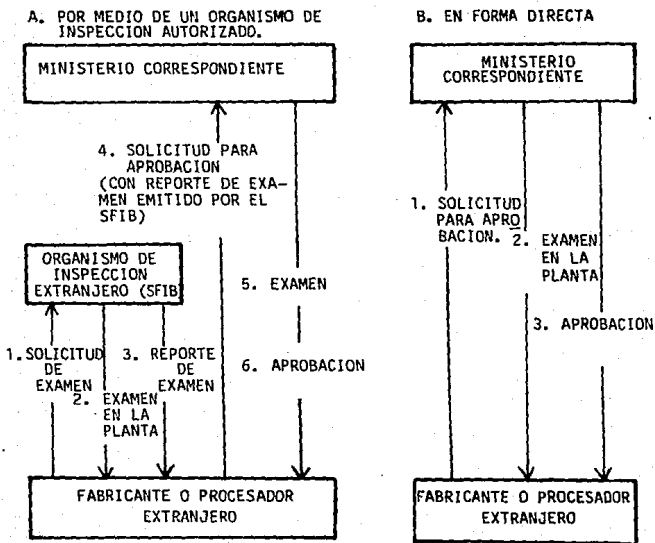 A. POR MEDIO DE UN ORGANISMO DE
INSPECCION AUTORIZADO.
MINISTERIO CORRESPONDIENTE
4. SOLICITUD PARA
APROBACION
(CON REPORTE DE EXA-
MEN EMITIDO POR EL
SFIB)
ORGANISMO DE
INSPECCION
EXTRANJERO (SFIB)
5. EXAMEN
1.SOLICITUD
DE
EXAMEN
2. EXAMEN
EN LA
PLANTA
3. REPORTE
DE
EXAMEN
6. APROBACION
FABRICANTE O PROCESADOR
EXTRANJERO
B. EN FORMA DIRECTA
MINISTERIO
CORRESPONDIENTE
1. SOLICITUD
PARA APRO
BACION.
2. EXAMEN
EN LA
PLANTA
3. APROBACION
FABRICANTE O PROCESADOR
EXTRANJERO